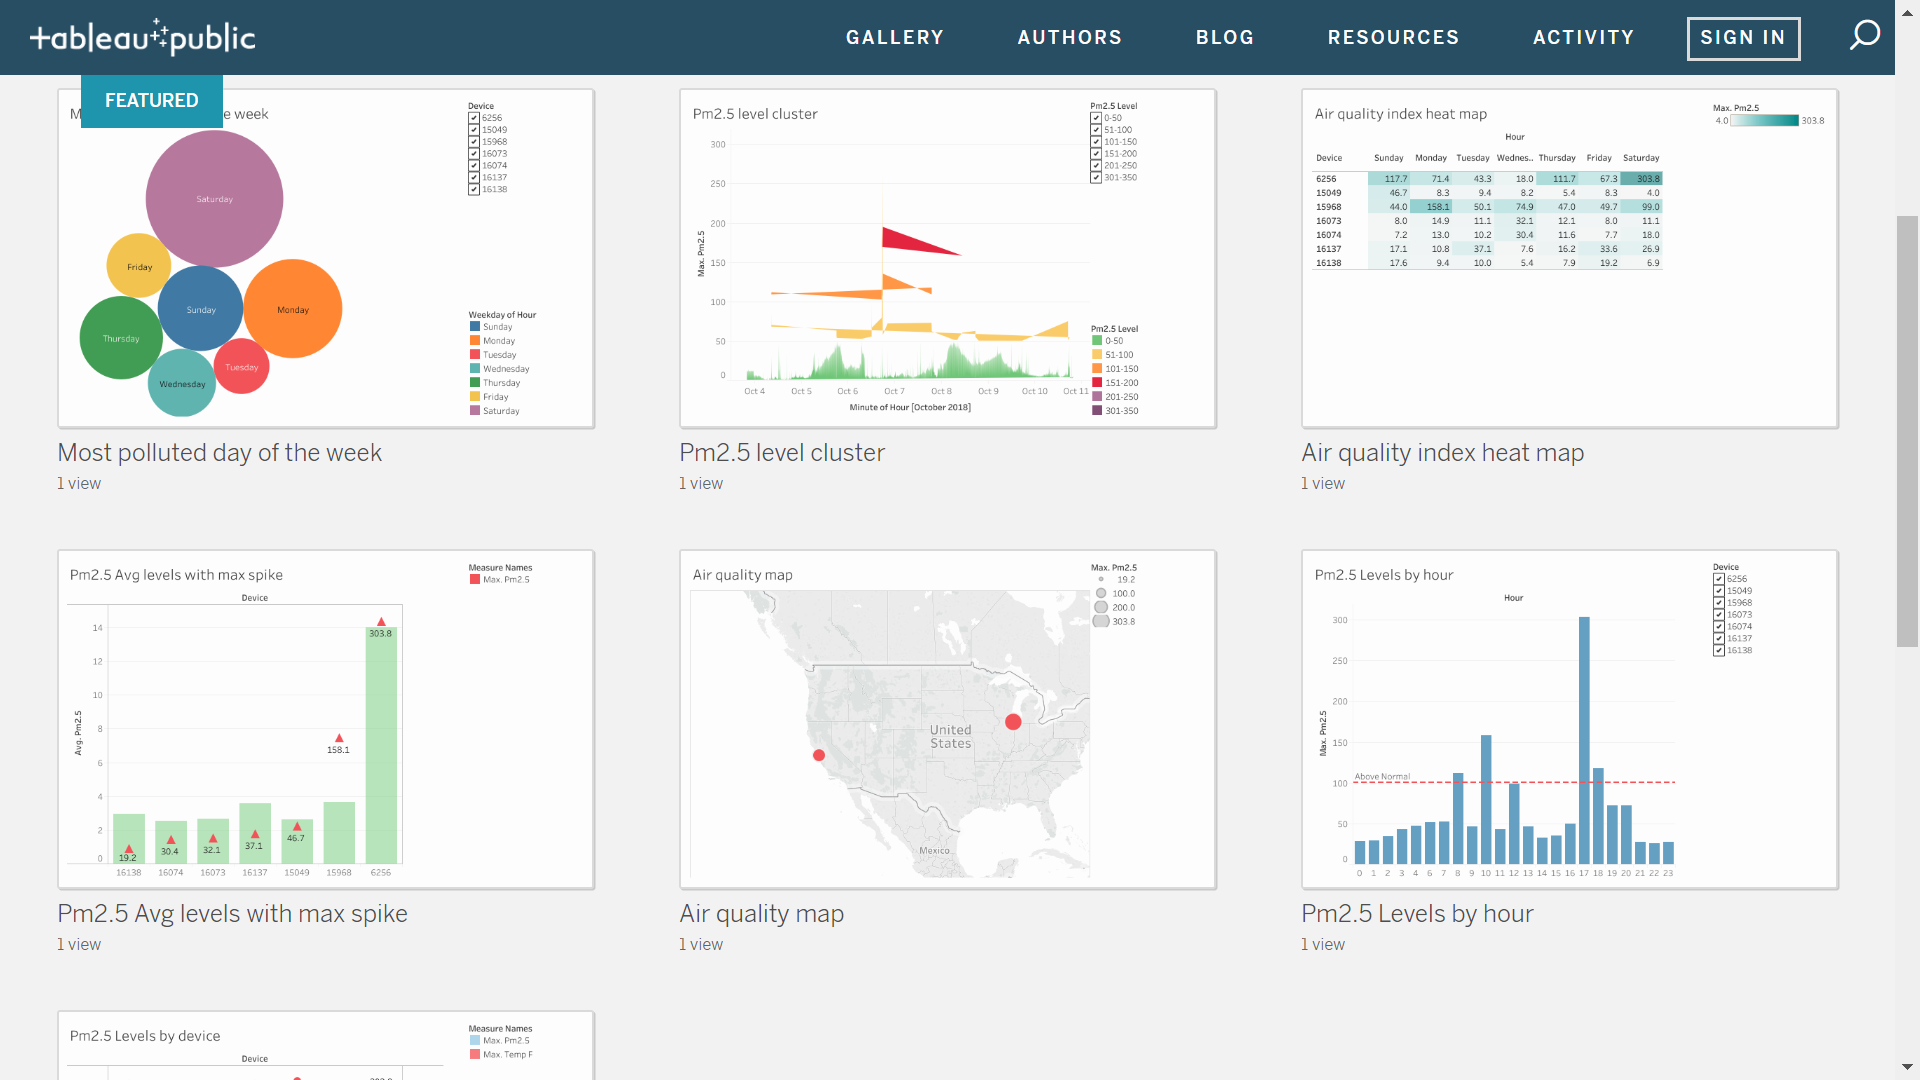 +ableau public
GALLERY
AUTHORS
BLOG
RESOURCES
ACTIVITY
SIGN IN
FEATURED
M
e week
Device
6256
15049
15968
16073
16074
16137
16138
Saturday
Friday
Sunday
Monday
Thursday
Tuesday
Wednesday
Weekday of Hour
Sunday
Monday
Tuesday
Wednesday
Thursday
Friday
Saturday
Most polluted day of the week
1 view
Pm2.5 level cluster
Pm2.5 Level
0-50
51-100
101-150
151-200
201-250
301-350
300
250
200
150
100
50
0
Max. Pm2.5
Oct 4 Oct 5 Oct 6 Oct 7 Oct 8 Oct 9 Oct 10 Oct 11
Minute of Hour [October 2018]
Pm2.5 Level
0-50
51-100
101-150
151-200
201-250
301-350
Pm2.5 level cluster
1 view
Air quality index heat map
Max. Pm2.5
4.0 303.8
Hour
Device Sunday Monday Tuesday Wednes.. Thursday Friday Saturday
6256 117.7 71.4 43.3 18.0 111.7 67.3 303.8
15049 46.7 8.3 9.4 8.2 5.4 8.3 4.0
15968 44.0 158.1 50.1 74.9 47.0 49.7 99.0
16073 8.0 14.9 11.1 32.1 12.1 8.0 11.1
16074 7.2 13.0 10.2 30.4 11.6 7.7 18.0
16137 17.1 10.8 37.1 7.6 16.2 33.6 26.9
16138 17.6 9.4 10.0 5.4 7.9 19.2 6.9
Air quality index heat map
1 view
Pm2.5 Avg levels with max spike
Measure Names
Max. Pm2.5
Device
14
12
10
8
6
4
2
0
Avg. Pm2.5
303.8
158.1
19.2
30.4
32.1
37.1
46.7
16138 16074 16073 16137 15049 15968 6256
Pm2.5 Avg levels with max spike
1 view
Air quality map
Max. Pm2.5
19.2
100.0
200.0
303.8
United
States
Mexico
Air quality map
1 view
Pm2.5 Levels by hour
Device
6256
15049
15968
16073
16074
16137
16138
Hour
300
250
200
150
100
50
0
Max. Pm2.5
Above Normal
0 1 2 3 4 6 7 8 9 10 11 12 13 14 15 16 17 18 19 20 21 22 23
Pm2.5 Levels by hour
1 view
Pm2.5 Levels by device
Measure Names
Max. Pm2.5
Max. Temp F
Device